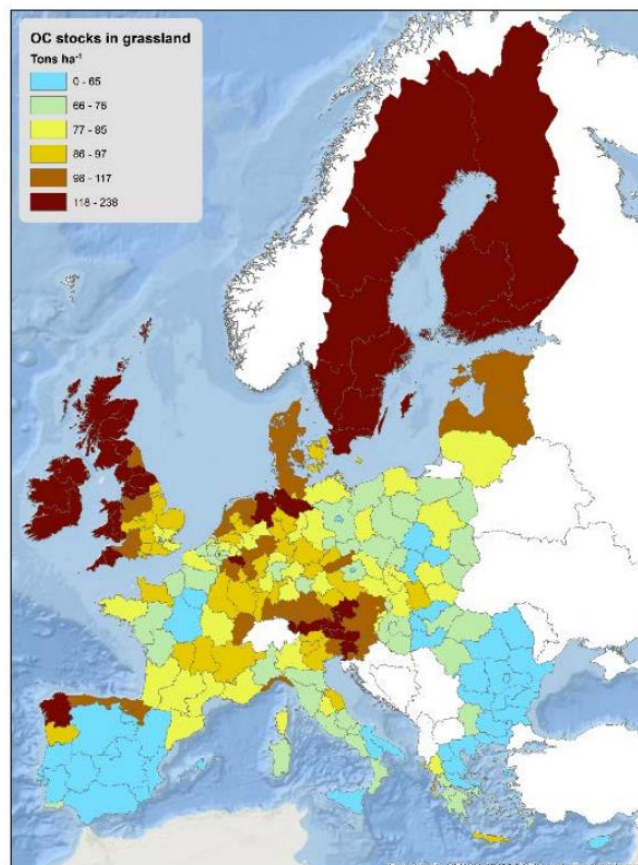 OC stocks in grassland
Tons ha⁻¹
0 - 65
66 - 76
77 - 85
86 - 97
98 - 117
118 - 238